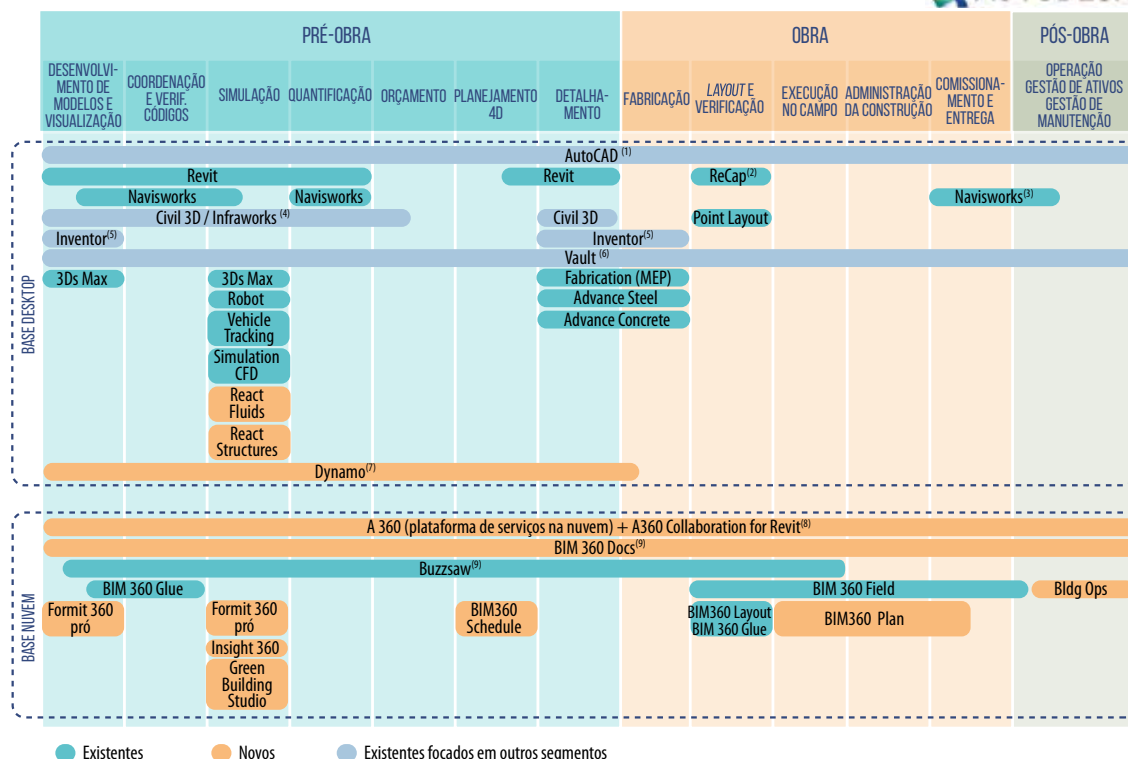 PRÉ-OBRA
OBRA
PÓS-OBRA
DESENVOLVI-
MENTO DE
MODELOS E
VISUALIZAÇÃO
COORDENAÇÃO
E VERIF.
CÓDIGOS
SIMULAÇÃO
QUANTIFICAÇÃO
ORÇAMENTO
PLANEJAMENTO
4D
DETALHA-
MENTO
FABRICAÇÃO
LAYOUT E
VERIFICAÇÃO
EXECUÇÃO
NO CAMPO
ADMINISTRAÇÃO
DA CONSTRUÇÃO
COMISSIONA-
MENTO E
ENTREGA
OPERAÇÃO
GESTÃO DE ATIVOS
GESTÃO DE
MANUTENÇÃO
BASE DESKTOP
AutoCAD (1)
Revit
Revit
ReCap(2)
Navisworks
Navisworks
Navisworks(3)
Civil 3D / Infraworks (4)
Civil 3D
Point Layout
Inventor(5)
Inventor(5)
Vault (6)
3Ds Max
3Ds Max
Fabrication (MEP)
Robot
Advance Steel
Vehicle
Tracking
Advance Concrete
Simulation
CFD
React
Fluids
React
Structures
Dynamo(7)
BASE NUVEM
A 360 (plataforma de serviços na nuvem) + A360 Collaboration for Revit(8)
BIM 360 Docs(9)
Buzzsaw(9)
BIM 360 Glue
BIM 360 Field
Bldg Ops
Formit 360
pró
Formit 360
pró
BIM360
Schedule
BIM360 Layout
BIM 360 Glue
BIM360 Plan
Insight 360
Green
Building
Studio
Existentes
Novos
Existentes focados em outros segmentos